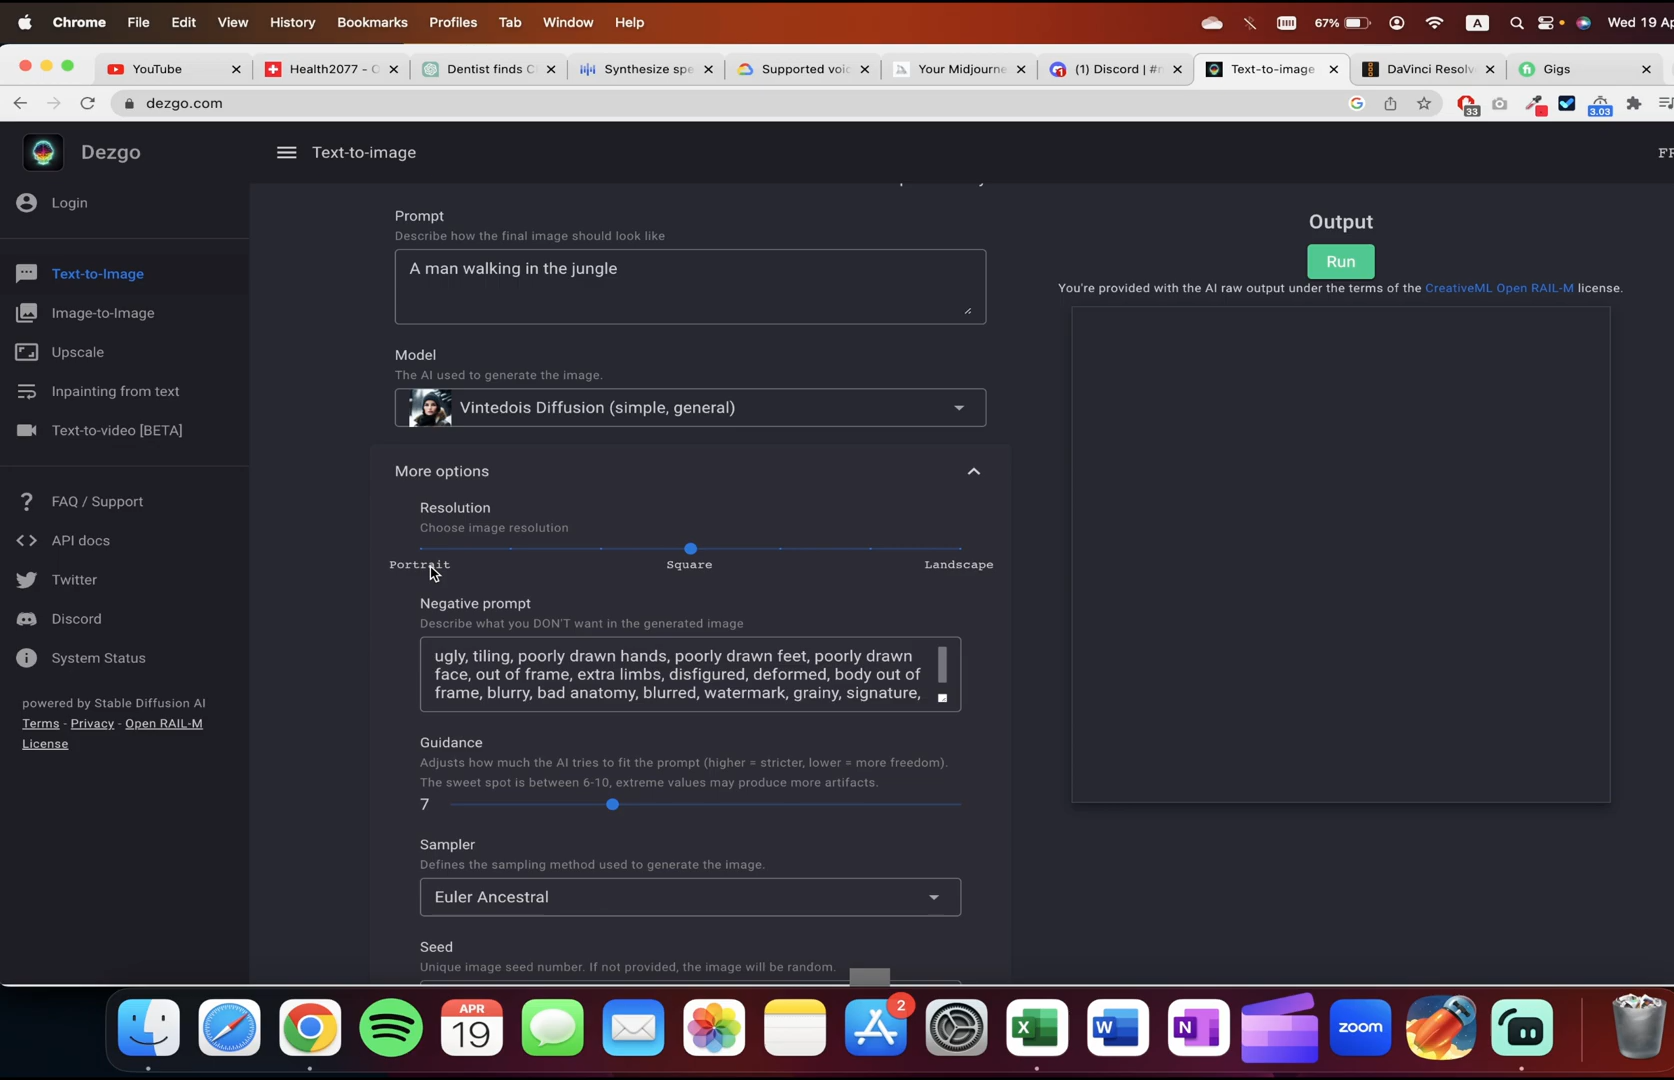 Chrome File Edit View History Bookmarks Profiles Tab Window Help 67% A Wed 19 Ap
YouTube Health2077 - C Dentist finds C Synthesize spe Supported voic Your Midjourne (1) Discord | #r Text-to-image DaVinci Resolv Gigs
dezgo.com 33 3.03
Dezgo
Text-to-image
FR
Login
Text-to-Image
Image-to-Image
Upscale
Inpainting from text
Text-to-video [BETA]
FAQ / Support
API docs
Twitter
Discord
System Status
powered by Stable Diffusion AI
Terms - Privacy - Open RAIL-M
License
Prompt
Describe how the final image should look like
A man walking in the jungle
Model
The AI used to generate the image.
Vintedois Diffusion (simple, general)
More options
Resolution
Choose image resolution
Portrait Square Landscape
Negative prompt
Describe what you DON'T want in the generated image
ugly, tiling, poorly drawn hands, poorly drawn feet, poorly drawn
face, out of frame, extra limbs, disfigured, deformed, body out of
frame, blurry, bad anatomy, blurred, watermark, grainy, signature,
Guidance
Adjusts how much the AI tries to fit the prompt (higher = stricter, lower = more freedom).
The sweet spot is between 6-10, extreme values may produce more artifacts.
7
Sampler
Defines the sampling method used to generate the image.
Euler Ancestral
Seed
Unique image seed number. If not provided, the image will be random.
Output
Run
You're provided with the AI raw output under the terms of the CreativeML Open RAIL-M license.
APR
19
2
X
W
N
zoom